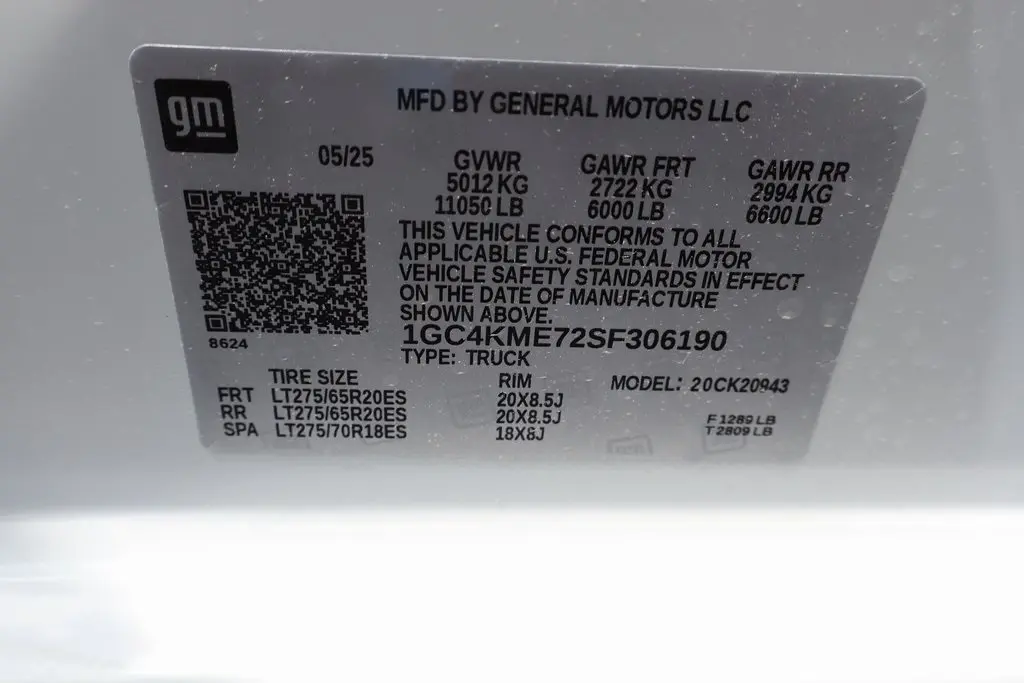 gm
MFD BY GENERAL MOTORS LLC
05/25 GVWR GAWR FRT GAWR RR
5012 KG 2722 KG 2994 KG
11050 LB 6000 LB 6600 LB
THIS VEHICLE CONFORMS TO ALL
APPLICABLE U.S. FEDERAL MOTOR
VEHICLE SAFETY STANDARDS IN EFFECT
ON THE DATE OF MANUFACTURE
SHOWN ABOVE.
8624 1GC4KME72SF306190
TYPE: TRUCK
TIRE SIZE RIM MODEL: 20CK20943
FRT LT275/65R20ES 20X8.5J
RR LT275/65R20ES 20X8.5J F 1289 LB
SPA LT275/70R18ES 18X8J T 2809 LB